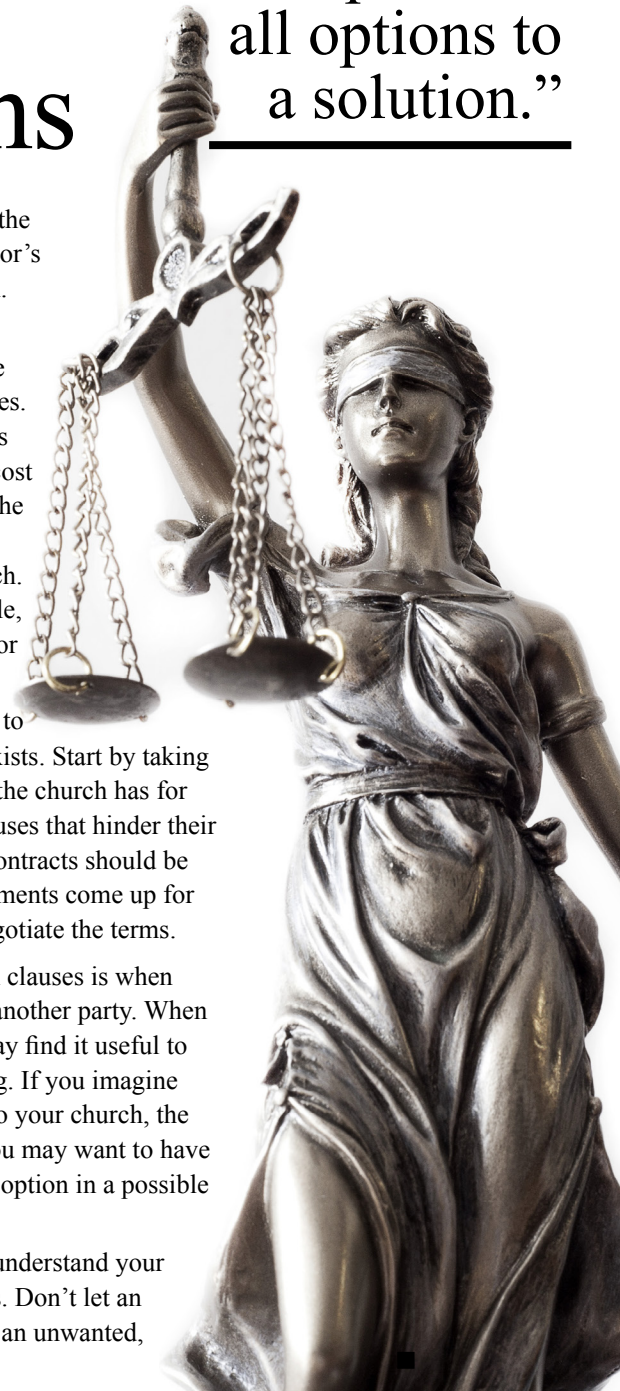 all options to
a solution.”
ns
the
or’s
.
e
es.
s
ost
he
ch.
le,
or
to
ists. Start by taking
the church has for
uses that hinder their
ontracts should be
ments come up for
gotiate the terms.
clauses is when
another party. When
ay find it useful to
g. If you imagine
o your church, the
ou may want to have
option in a possible
understand your
. Don’t let an
an unwanted,